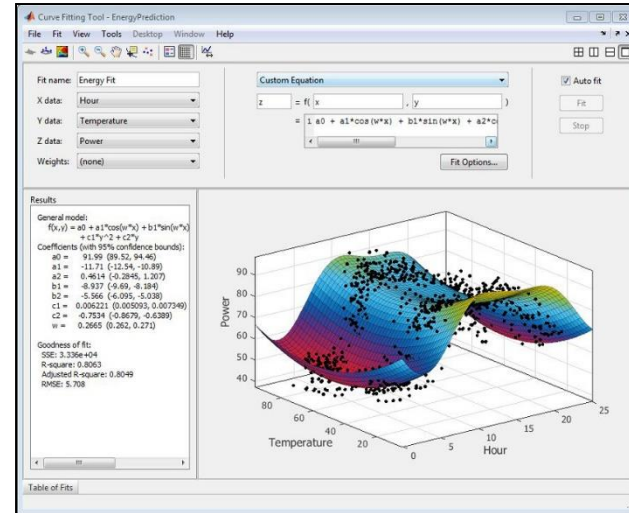 Curve Fitting Tool - EnergyPrediction
File Fit View Tools Desktop Window Help
Fit name: Energy Fit
X data: Hour
Y data: Temperature
Z data: Power
Weights: (none)
Custom Equation
z = f( x , y )
= 1 a0 + a1*cos(w*x) + b1*sin(w*x) + a2*c
Fit Options...
Auto fit
Fit
Stop
Results
General model:
f(x,y) = a0 + a1*cos(w*x) + b1*sin(w*x)
+ c1*y^2 + c2*y
Coefficients (with 95% confidence bounds):
a0 = 91.99 (89.52, 94.46)
a1 = -11.71 (-12.54, -10.89)
a2 = 0.4614 (-0.2845, 1.207)
b1 = -8.937 (-9.69, -8.184)
b2 = -5.566 (-6.095, -5.038)
c1 = 0.006221 (0.005093, 0.007349)
c2 = -0.7534 (-0.8679, -0.6389)
w = 0.2665 (0.262, 0.271)
Goodness of fit:
SSE: 3.336e+04
R-square: 0.8063
Adjusted R-square: 0.8049
RMSE: 5.708
90
80
70
60
50
40
Power
80
60
40
20
Temperature
0
5
10
15
20
25
Hour
Table of Fits